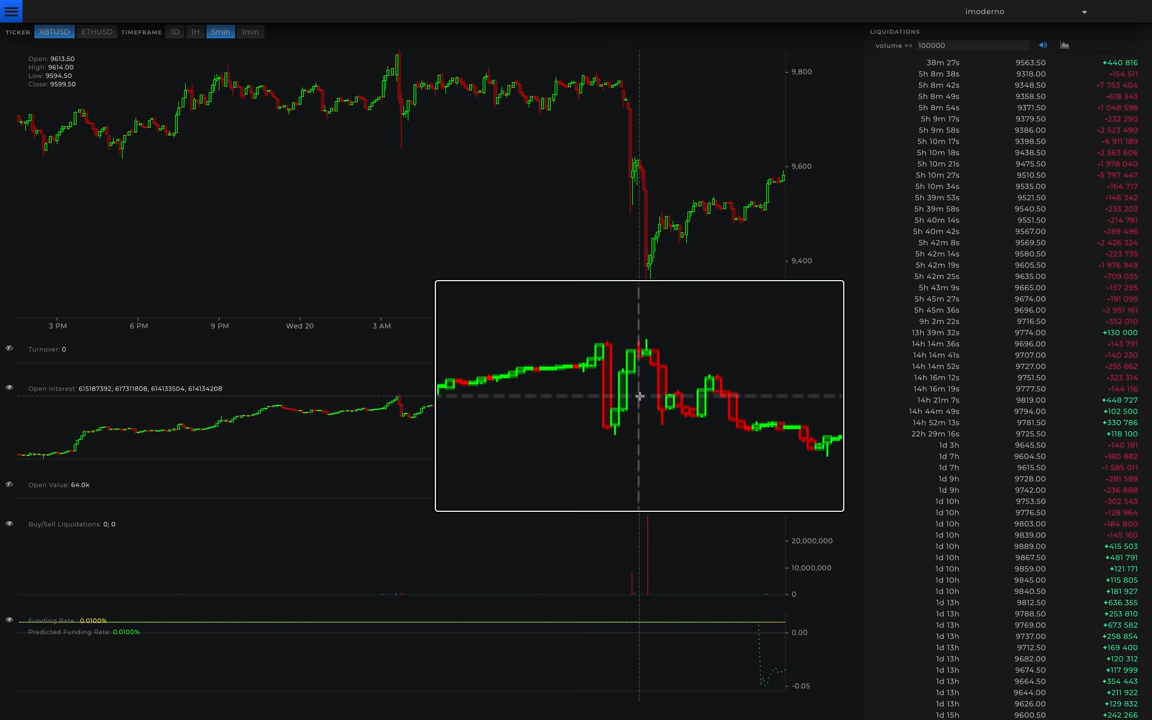 imoderno
TICKER XBTUSD ETHUSD TIMEFRAME 1D 1H 5min 1min
Open: 9613.50
High: 9614.00
Low: 9594.50
Close: 9599.50
9,800
9,600
9,400
3 PM 6 PM 9 PM Wed 20 3 AM
Turnover: 0
Open Interest: 615187392, 617311808, 614133504, 614134208
Open Value: 64.0k
Buy/Sell Liquidations: 0; 0
20,000,000
10,000,000
0
Funding Rate: 0.0100%
Predicted Funding Rate: 0.0100%
0.00
-0.05
LIQUIDATIONS
volume >= 100000
38m 27s 9563.50 +440 816
5h 8m 38s 9318.00 -154 511
5h 8m 42s 9348.50 -7 753 404
5h 8m 49s 9358.50 -618 343
5h 8m 54s 9371.50 -1 048 598
5h 9m 17s 9379.50 -232 290
5h 9m 58s 9386.00 -2 523 490
5h 10m 17s 9398.50 -6 911 189
5h 10m 18s 9438.50 -2 563 606
5h 10m 21s 9475.50 -1 978 040
5h 10m 27s 9510.50 -5 797 447
5h 10m 34s 9535.00 -164 717
5h 39m 53s 9521.50 -146 342
5h 39m 58s 9540.50 -233 203
5h 40m 14s 9551.50 -214 781
5h 40m 42s 9567.00 -289 496
5h 42m 8s 9569.50 -2 426 324
5h 42m 14s 9580.50 -223 735
5h 42m 19s 9605.50 -1 976 949
5h 42m 25s 9635.50 -709 035
5h 43m 9s 9665.00 -157 295
5h 45m 27s 9674.00 -191 095
5h 45m 36s 9696.00 -2 951 161
9h 2m 22s 9716.50 -352 010
13h 39m 32s 9774.00 +130 000
14h 14m 36s 9696.00 -143 791
14h 14m 41s 9707.00 -140 230
14h 14m 52s 9727.00 -255 662
14h 16m 12s 9751.50 -323 314
14h 16m 19s 9777.50 -144 116
14h 21m 7s 9819.00 +448 727
14h 44m 49s 9794.00 +102 500
14h 52m 13s 9781.50 +330 786
22h 29m 16s 9725.50 +118 100
1d 3h 9645.50 -140 181
1d 7h 9604.50 -180 982
1d 7h 9615.50 -1 585 011
1d 9h 9728.00 -281 589
1d 9h 9742.00 -236 888
1d 10h 9753.50 -302 543
1d 10h 9776.50 -128 964
1d 10h 9803.00 -184 800
1d 10h 9839.00 -145 160
1d 10h 9889.00 +415 503
1d 10h 9867.50 +481 791
1d 10h 9859.00 +121 171
1d 10h 9845.00 +115 805
1d 10h 9840.50 +181 927
1d 13h 9812.50 +636 355
1d 13h 9788.50 +253 810
1d 13h 9769.00 +673 582
1d 13h 9737.00 +258 854
1d 13h 9712.50 +169 400
1d 13h 9682.00 +120 312
1d 13h 9674.50 +117 999
1d 13h 9664.50 +354 443
1d 13h 9644.00 +211 922
1d 13h 9626.00 +129 832
1d 15h 9600.50 +242 266